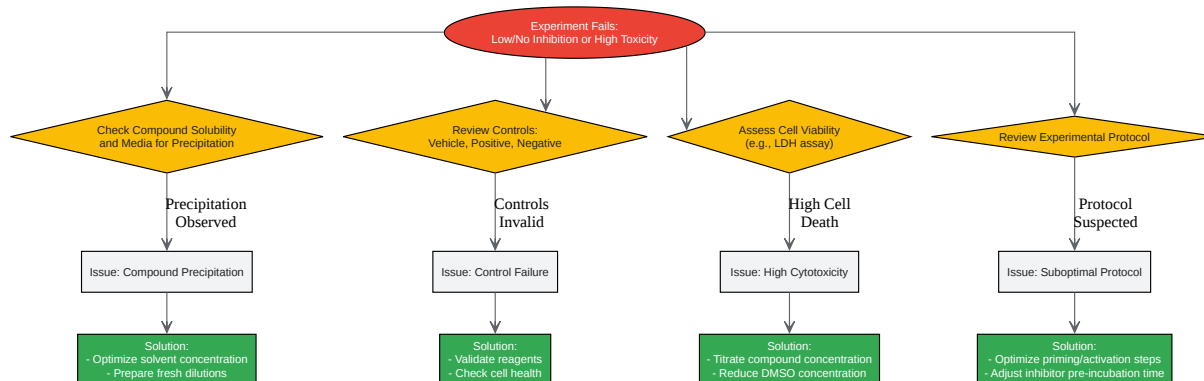 Experiment Fails:
Low/No Inhibition or High Toxicity
Check Compound Solubility
and Media for Precipitation
Review Controls:
Vehicle, Positive, Negative
Assess Cell Viability
(e.g., LDH assay)
Review Experimental Protocol
Precipitation
Observed
Controls
Invalid
High Cell
Death
Protocol
Suspected
Issue: Compound Precipitation
Issue: Control Failure
Issue: High Cytotoxicity
Issue: Suboptimal Protocol
Solution:
- Optimize solvent concentration
- Prepare fresh dilutions
Solution:
- Validate reagents
- Check cell health
Solution:
- Titrate compound concentration
- Reduce DMSO concentration
Solution:
- Optimize priming/activation steps
- Adjust inhibitor pre-incubation time